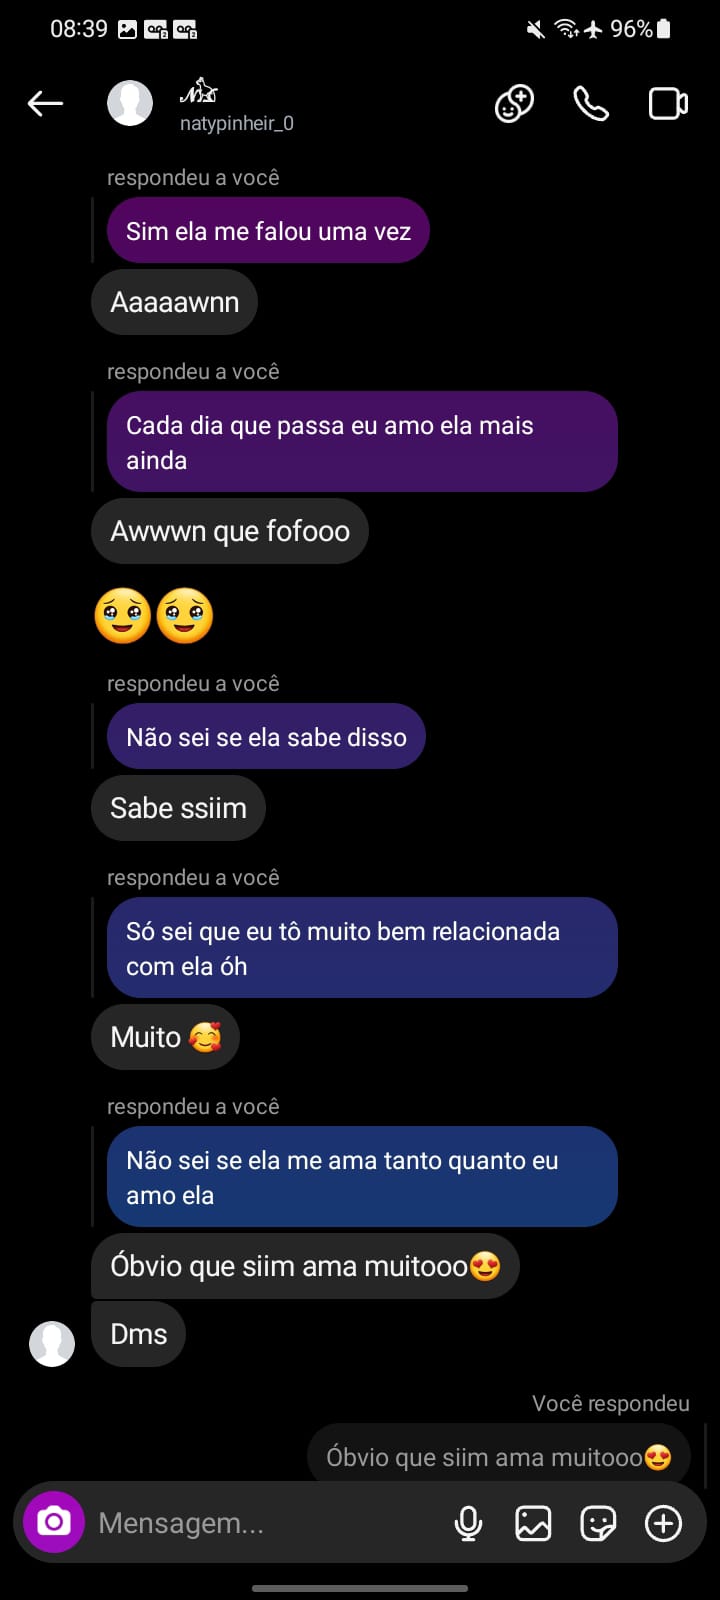 08:39
96%
natypinheir_0
respondeu a você
Sim ela me falou uma vez
Aaaaawnn
respondeu a você
Cada dia que passa eu amo ela mais
ainda
Awwwn que fofooo
🥹🥹
respondeu a você
Não sei se ela sabe disso
Sabe ssiim
respondeu a você
Só sei que eu tô muito bem relacionada
com ela óh
Muito 🥰
respondeu a você
Não sei se ela me ama tanto quanto eu
amo ela
Óbvio que siim ama muitooo😍
Dms
Você respondeu
Óbvio que siim ama muitooo😍
Mensagem...